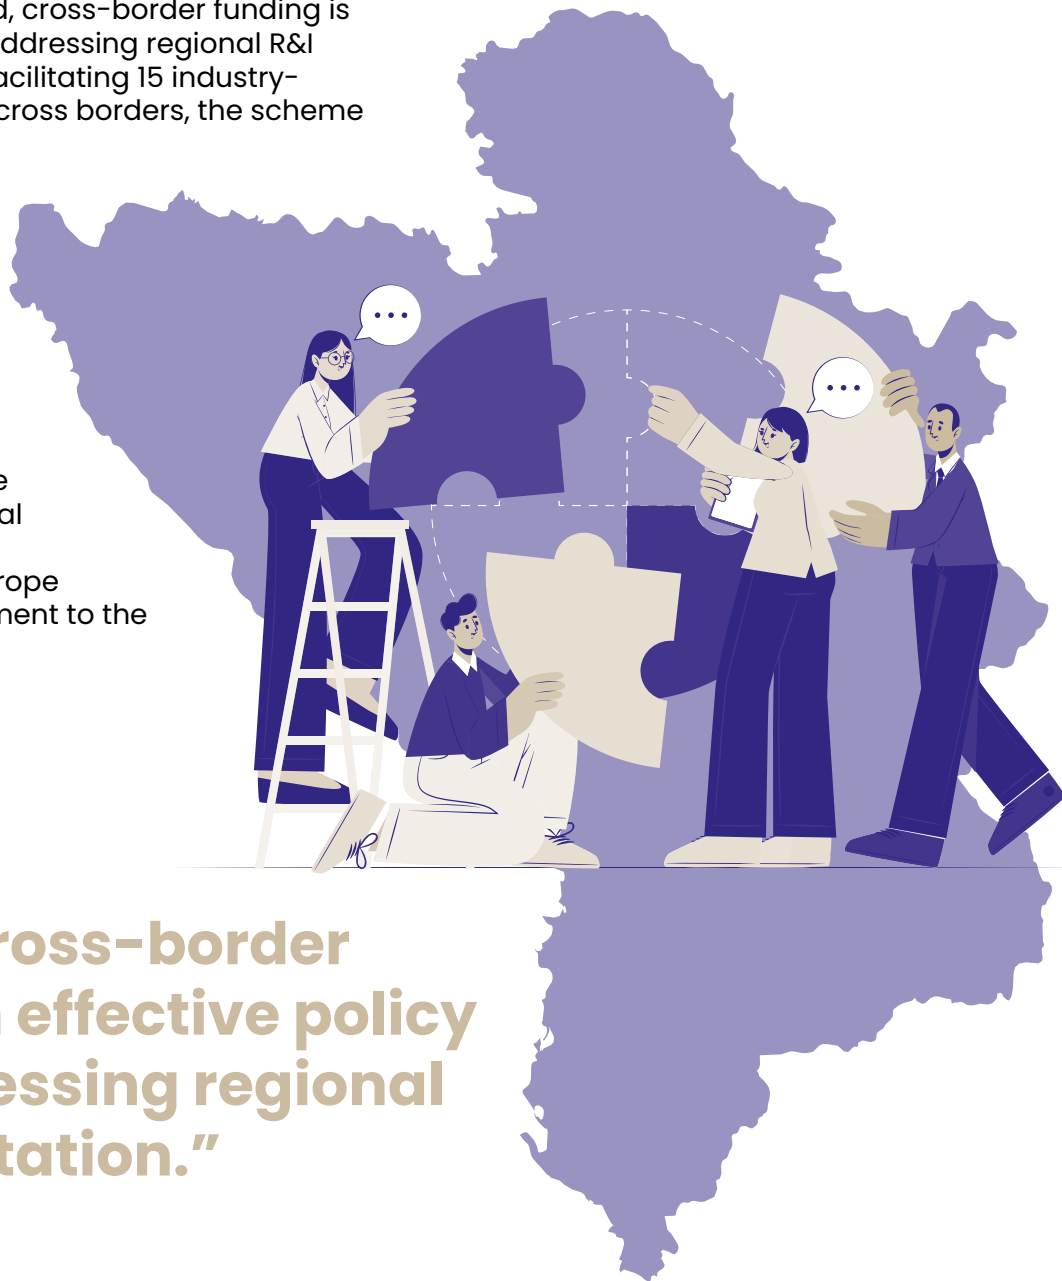 , cross-border funding is
ddressing regional R&I
acilitating 15 industry-
cross borders, the scheme
e
al
rope
ment to the
ross-border
effective policy
essing regional
tation.”